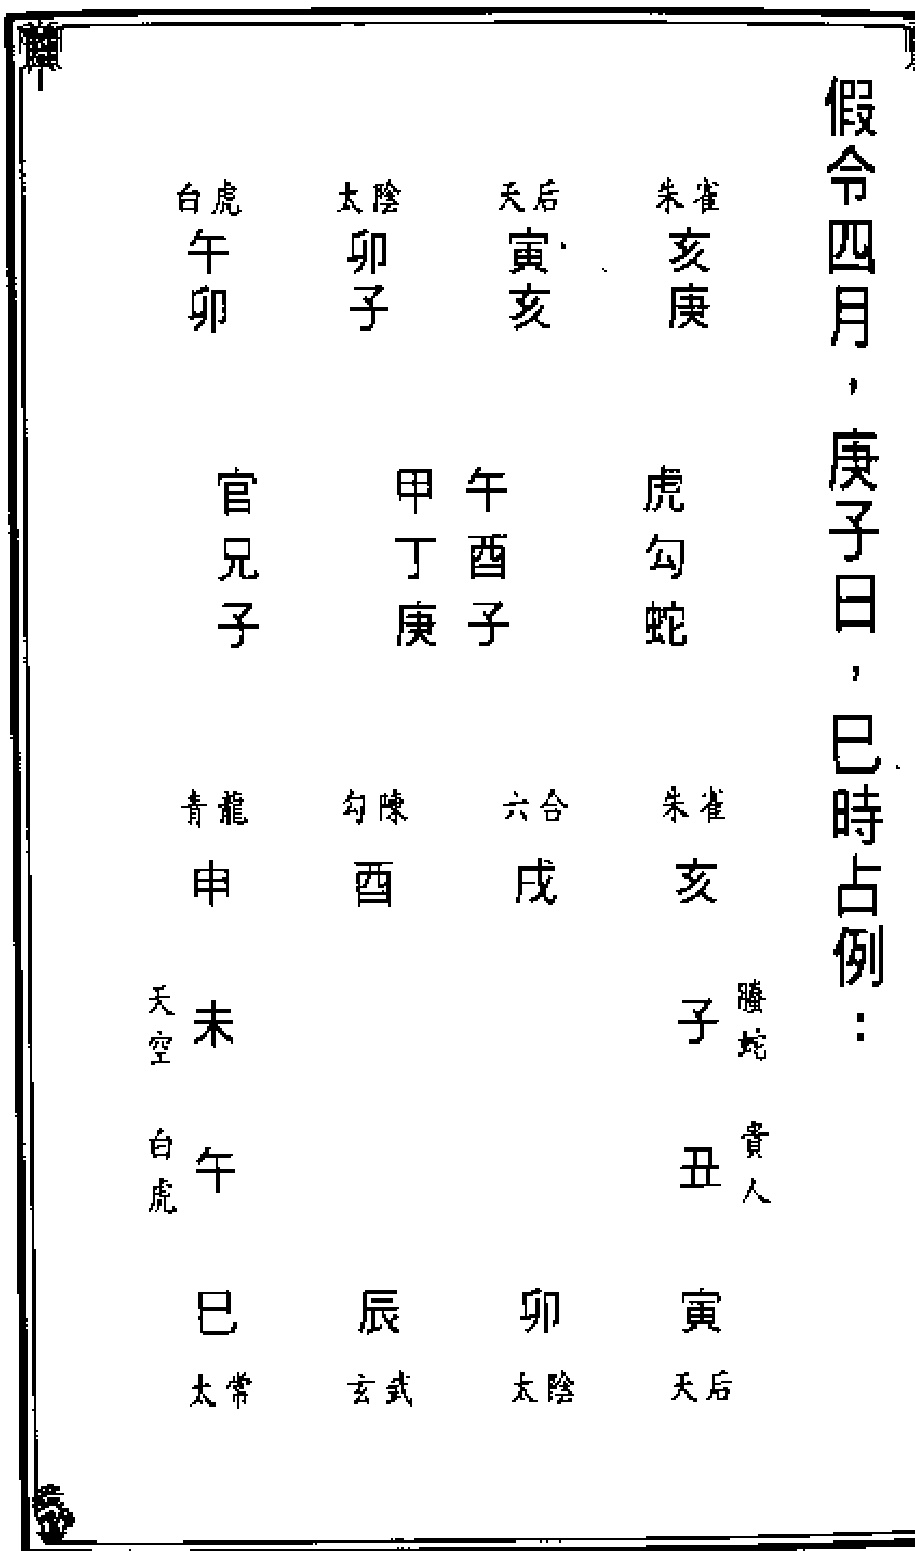 假令四月，庚子日，巳時占例：
朱雀 天后 太陰 白虎
亥 寅 卯 午
庚 亥 子 卯
虎 午 甲 官
勾 酉 丁 兄
蛇 子 庚 子
朱雀 六合 勾陳 青龍
亥 戌 酉 申
螣蛇 子 未 天空
貴人 丑 午 白虎
寅 卯 辰 巳
天后 太陰 玄武 太常